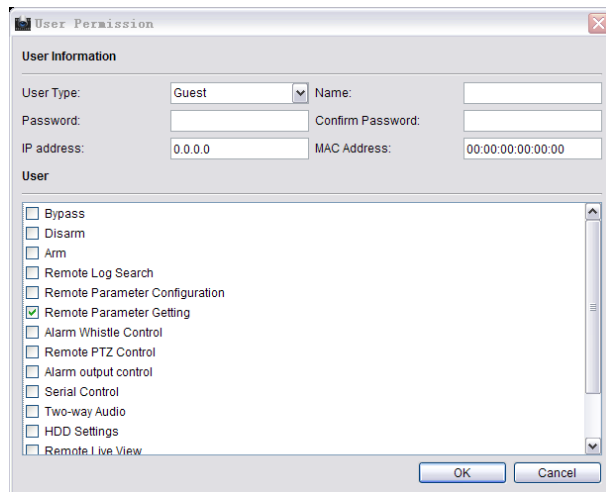 User Permission
User Information
User Type: Guest Name:
Password: Confirm Password:
IP address: 0.0.0.0 MAC Address: 00:00:00:00:00:00
User
Bypass
Disarm
Arm
Remote Log Search
Remote Parameter Configuration
Remote Parameter Getting
Alarm Whistle Control
Remote PTZ Control
Alarm output control
Serial Control
Two-way Audio
HDD Settings
Remote Live View
OK Cancel